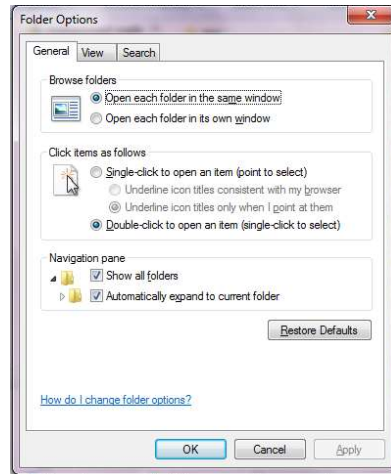 Folder Options
General View Search
Browse folders
Open each folder in the same window
Open each folder in its own window
Click items as follows
Single-click to open an item (point to select)
Underline icon titles consistent with my browser
Underline icon titles only when I point at them
Double-click to open an item (single-click to select)
Navigation pane
Show all folders
Automatically expand to current folder
Restore Defaults
How do I change folder options?
OK Cancel Apply